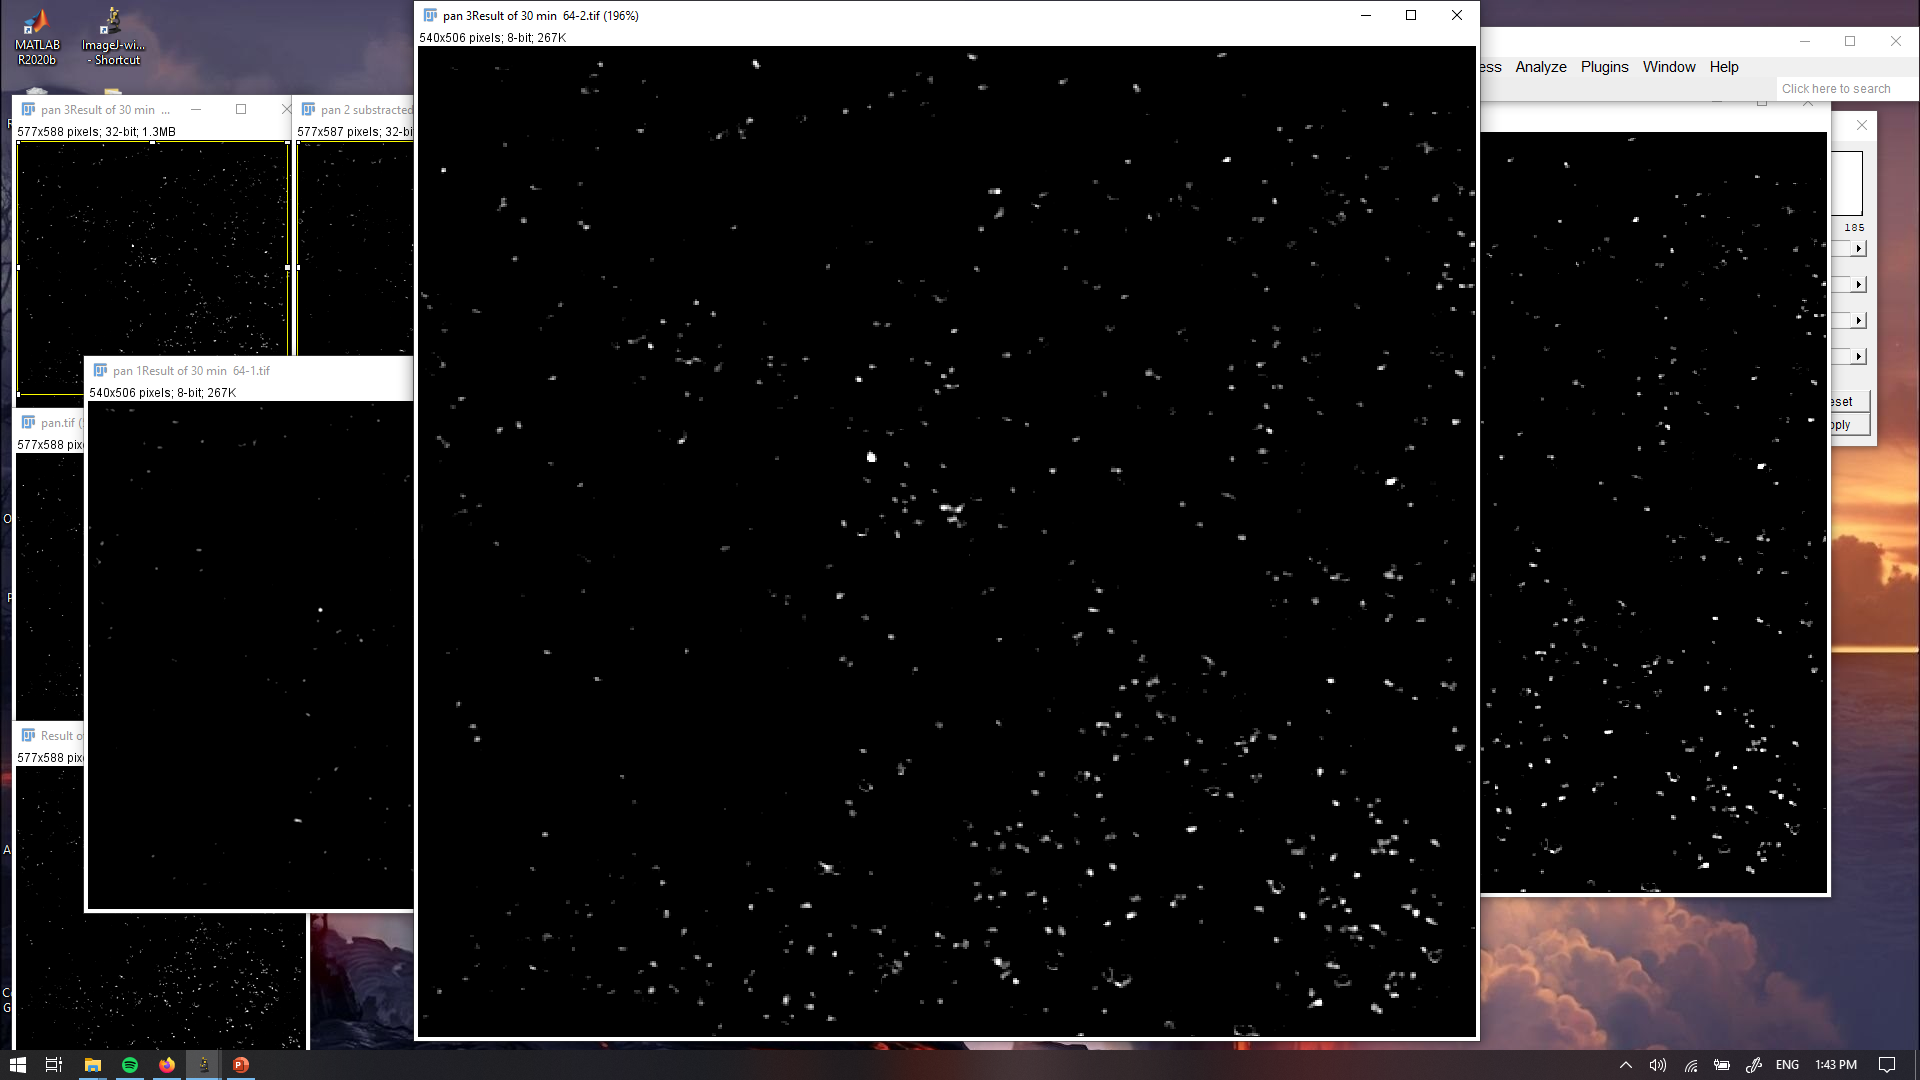 pan 3Result of 30 min  64-2.tif (196%)
540x506 pixels; 8-bit; 267K
MATLAB
R2020b
ImageJ-wi...
- Shortcut
ess Analyze Plugins Window Help
Click here to search
pan 3Result of 30 min ...
577x588 pixels; 32-bit; 1.3MB
pan 2 substracted
577x587 pixels; 32-bi
185
pan 1Result of 30 min  64-1.tif
540x506 pixels; 8-bit; 267K
eset
pply
pan.tif (
577x588 pix
Result o
577x588 pix
ENG 1:43 PM